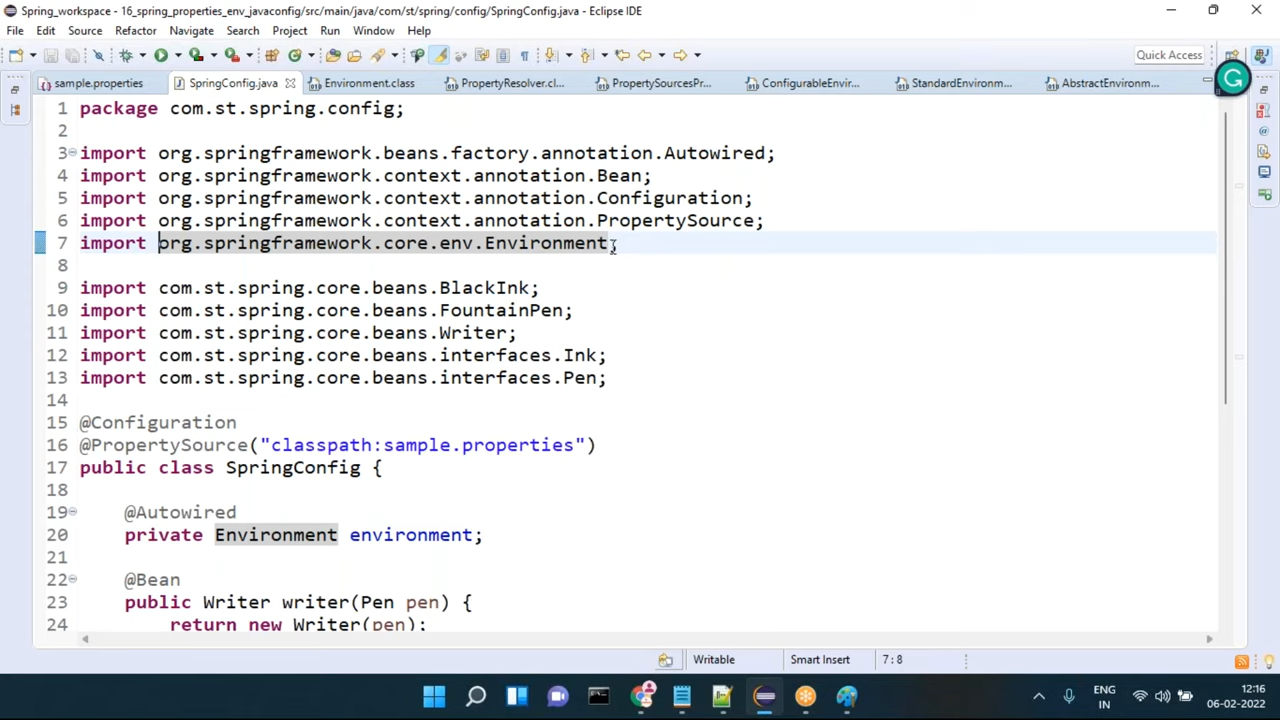 Spring_workspace - 16_spring_properties_env_javaconfig/src/main/java/com/st/spring/config/SpringConfig.java - Eclipse IDE
File Edit Source Refactor Navigate Search Project Run Window Help
Quick Access
sample.properties SpringConfig.java Environment.class PropertyResolver.cl... PropertySourcesPr... ConfigurableEnvir... StandardEnvironm... AbstractEnvironm...
1 package com.st.spring.config;
2
3 import org.springframework.beans.factory.annotation.Autowired;
4 import org.springframework.context.annotation.Bean;
5 import org.springframework.context.annotation.Configuration;
6 import org.springframework.context.annotation.PropertySource;
7 import org.springframework.core.env.Environment;
8
9 import com.st.spring.core.beans.BlackInk;
10 import com.st.spring.core.beans.FountainPen;
11 import com.st.spring.core.beans.Writer;
12 import com.st.spring.core.beans.interfaces.Ink;
13 import com.st.spring.core.beans.interfaces.Pen;
14
15 @Configuration
16 @PropertySource("classpath:sample.properties")
17 public class SpringConfig {
18
19 @Autowired
20 private Environment environment;
21
22 @Bean
23 public Writer writer(Pen pen) {
24 return new Writer(pen);
Writable Smart Insert 7 : 8
ENG IN 12:16 06-02-2022